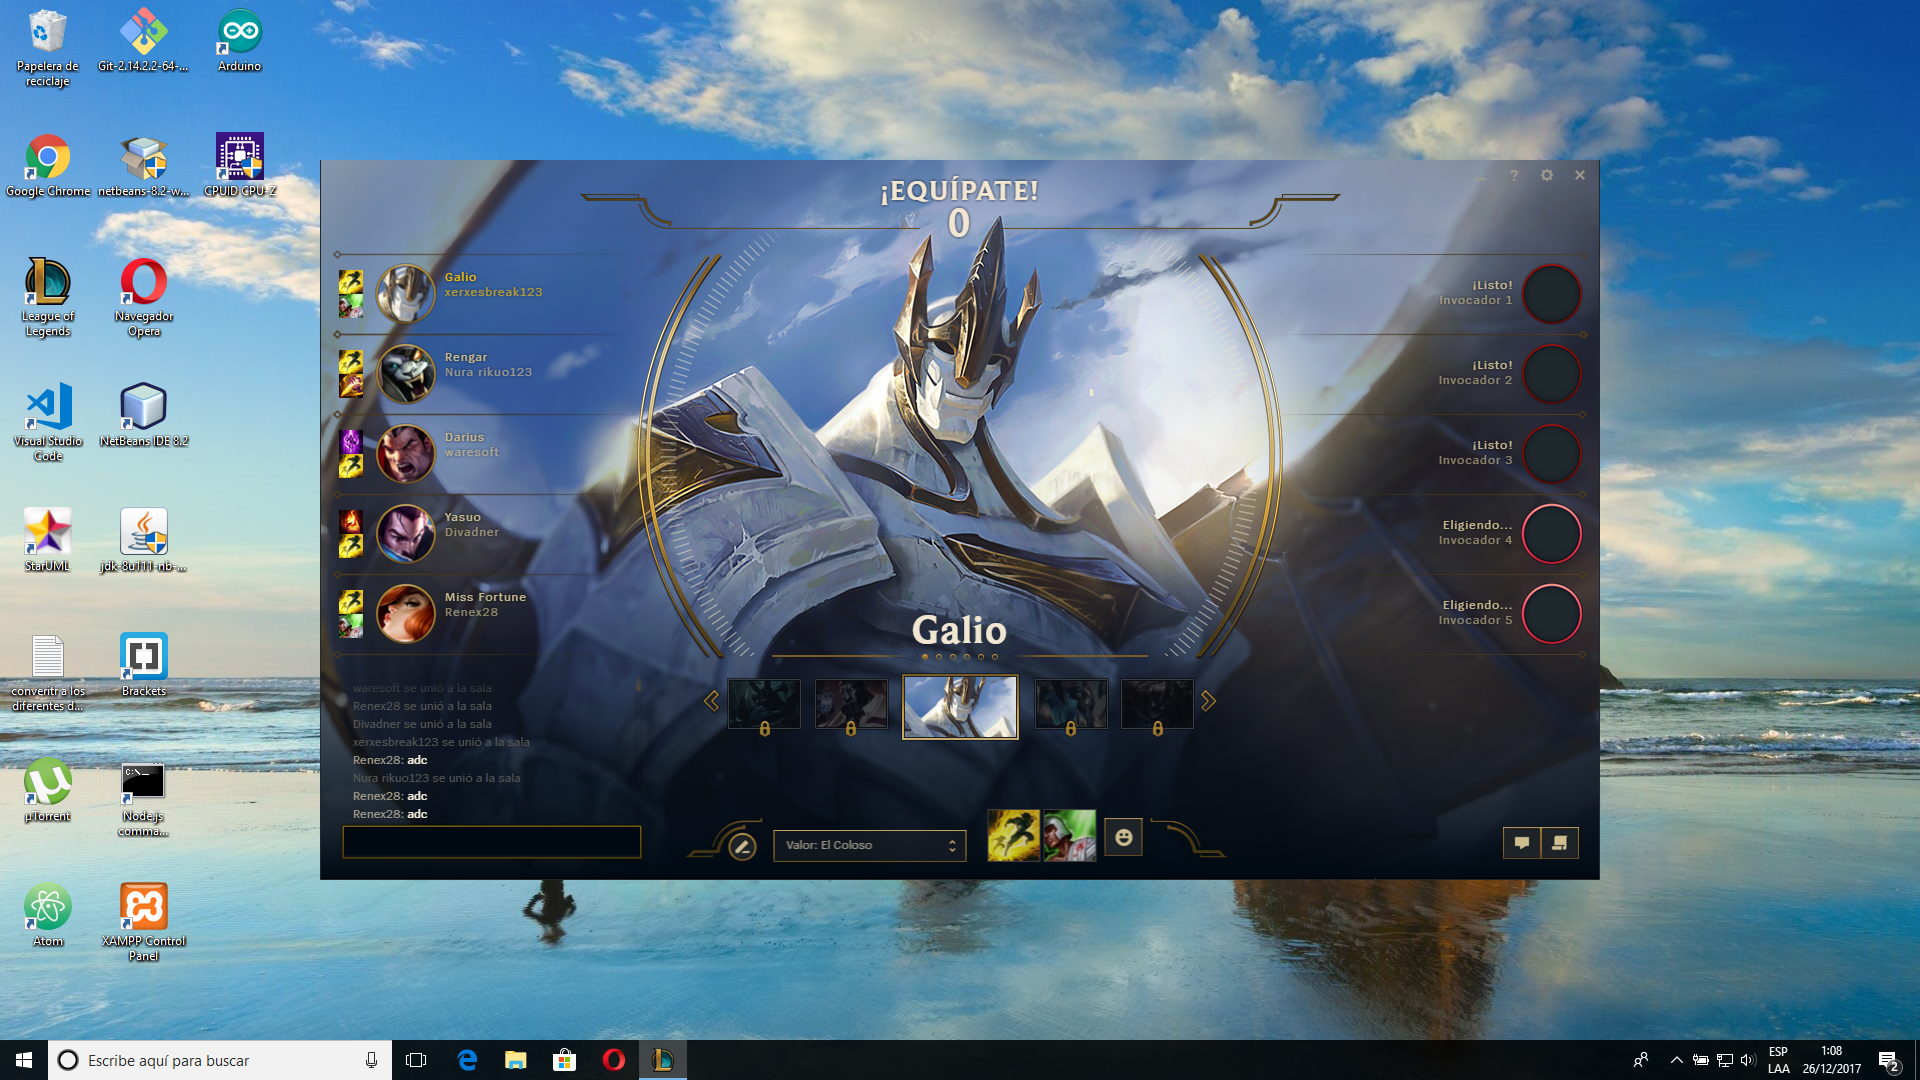 Papelera de
reciclaje
Git-2.14.2.2-64-...
Arduino
Google Chrome
netbeans-8.2-w...
CPUID CPU-Z
League of
Legends
Navegador
Opera
Visual Studio
Code
NetBeans IDE 8.2
StarUML
jdk-8u111-nb-...
converitr a los
diferentes d...
Brackets
µTorrent
Node.js
comma...
Atom
XAMPP Control
Panel
¡EQUÍPATE!
0
Galio
xerxesbreak123
Rengar
Nura rikuo123
Darius
waresoft
Yasuo
Divadner
Miss Fortune
Renex28
¡Listo!
Invocador 1
¡Listo!
Invocador 2
¡Listo!
Invocador 3
Eligiendo...
Invocador 4
Eligiendo...
Invocador 5
Galio
waresoft se unió a la sala
Renex28 se unió a la sala
Divadner se unió a la sala
xerxesbreak123 se unió a la sala
Renex28: adc
Nura rikuo123 se unió a la sala
Renex28: adc
Renex28: adc
Valor: El Coloso
Escribe aquí para buscar
ESP
LAA
1:08
26/12/2017
2